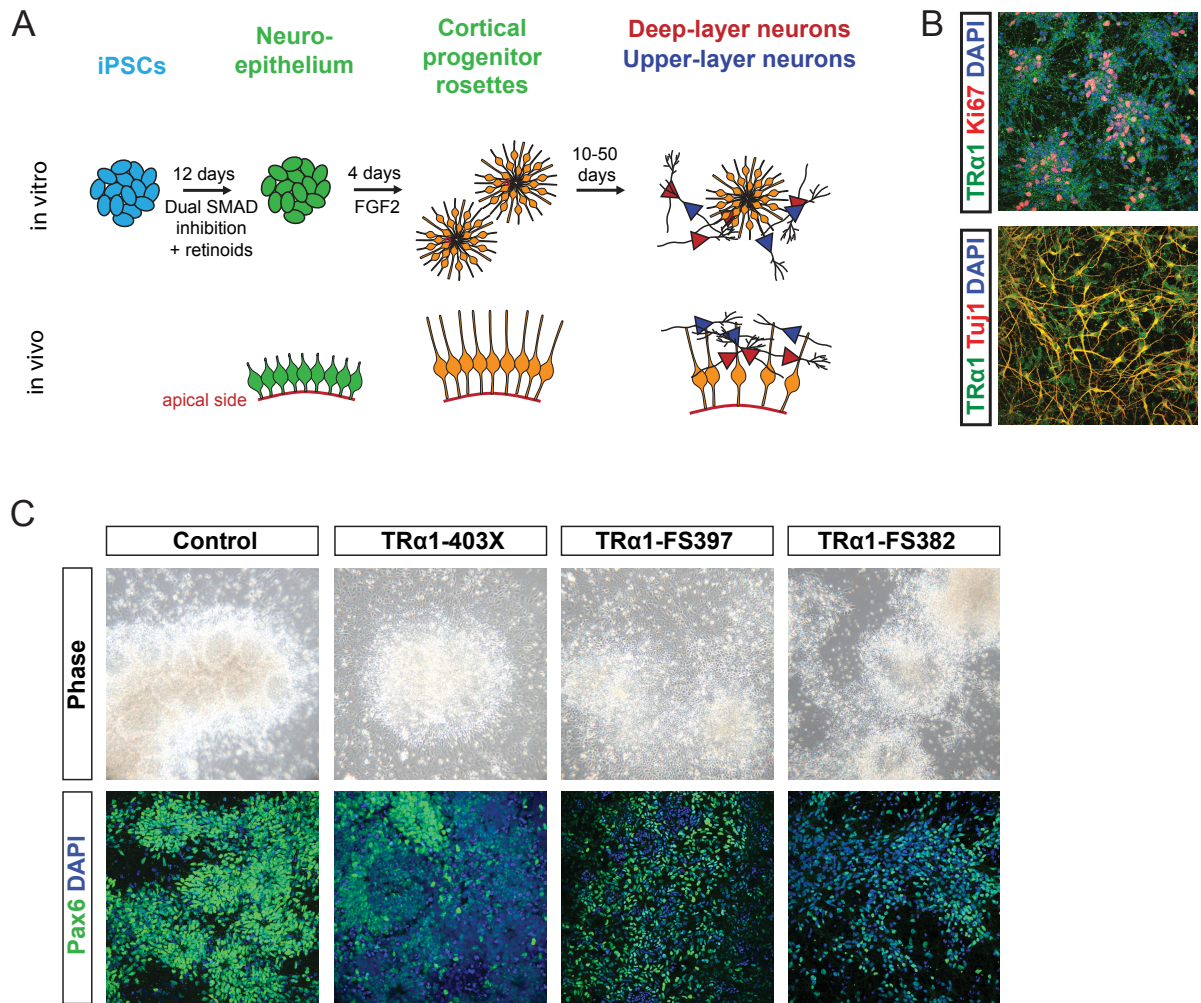 A
iPSCs
Neuro-
epithelium
Cortical
progenitor
rosettes
Deep-layer neurons
Upper-layer neurons
in vitro
12 days
Dual SMAD
inhibition
+ retinoids
4 days
FGF2
10-50
days
in vivo
apical side
B
TRα1 Ki67 DAPI
TRα1 Tuj1 DAPI
C
Control
TRα1-403X
TRα1-FS397
TRα1-FS382
Phase
Pax6 DAPI